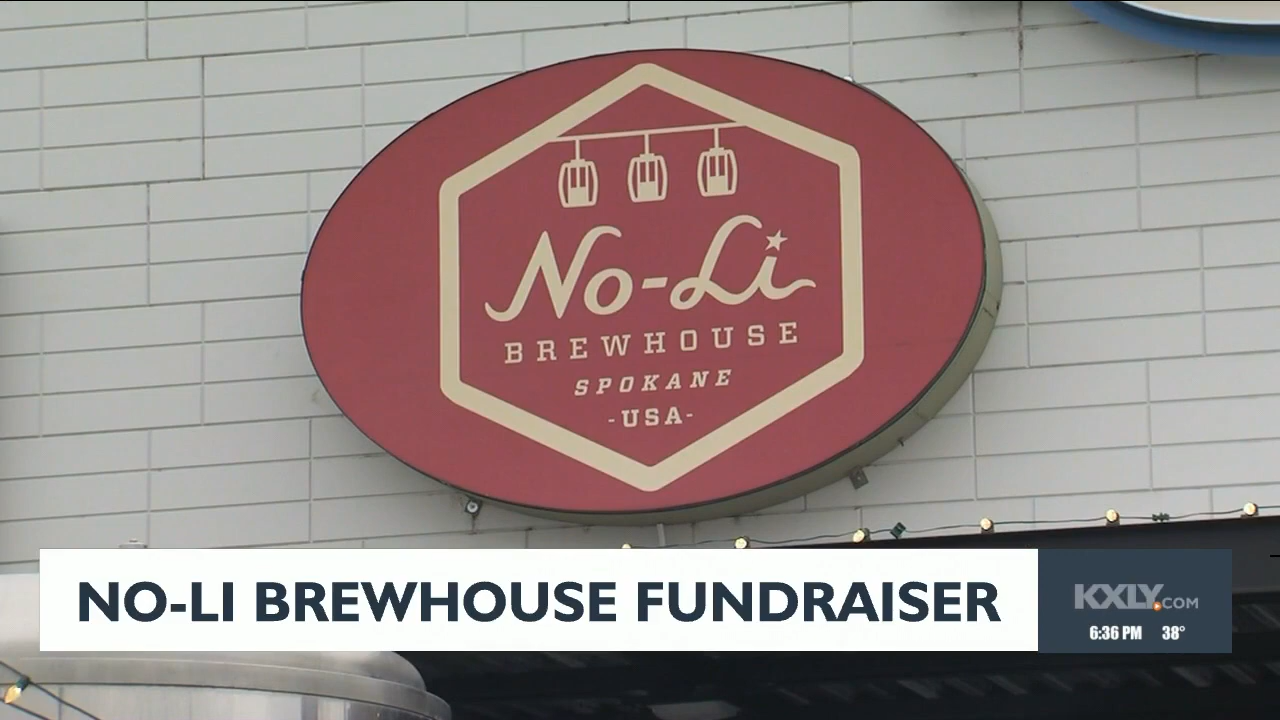 No-Li
BREWHOUSE
SPOKANE
-USA-
NO-LI BREWHOUSE FUNDRAISER
KXLY.COM
6:36 PM 38°